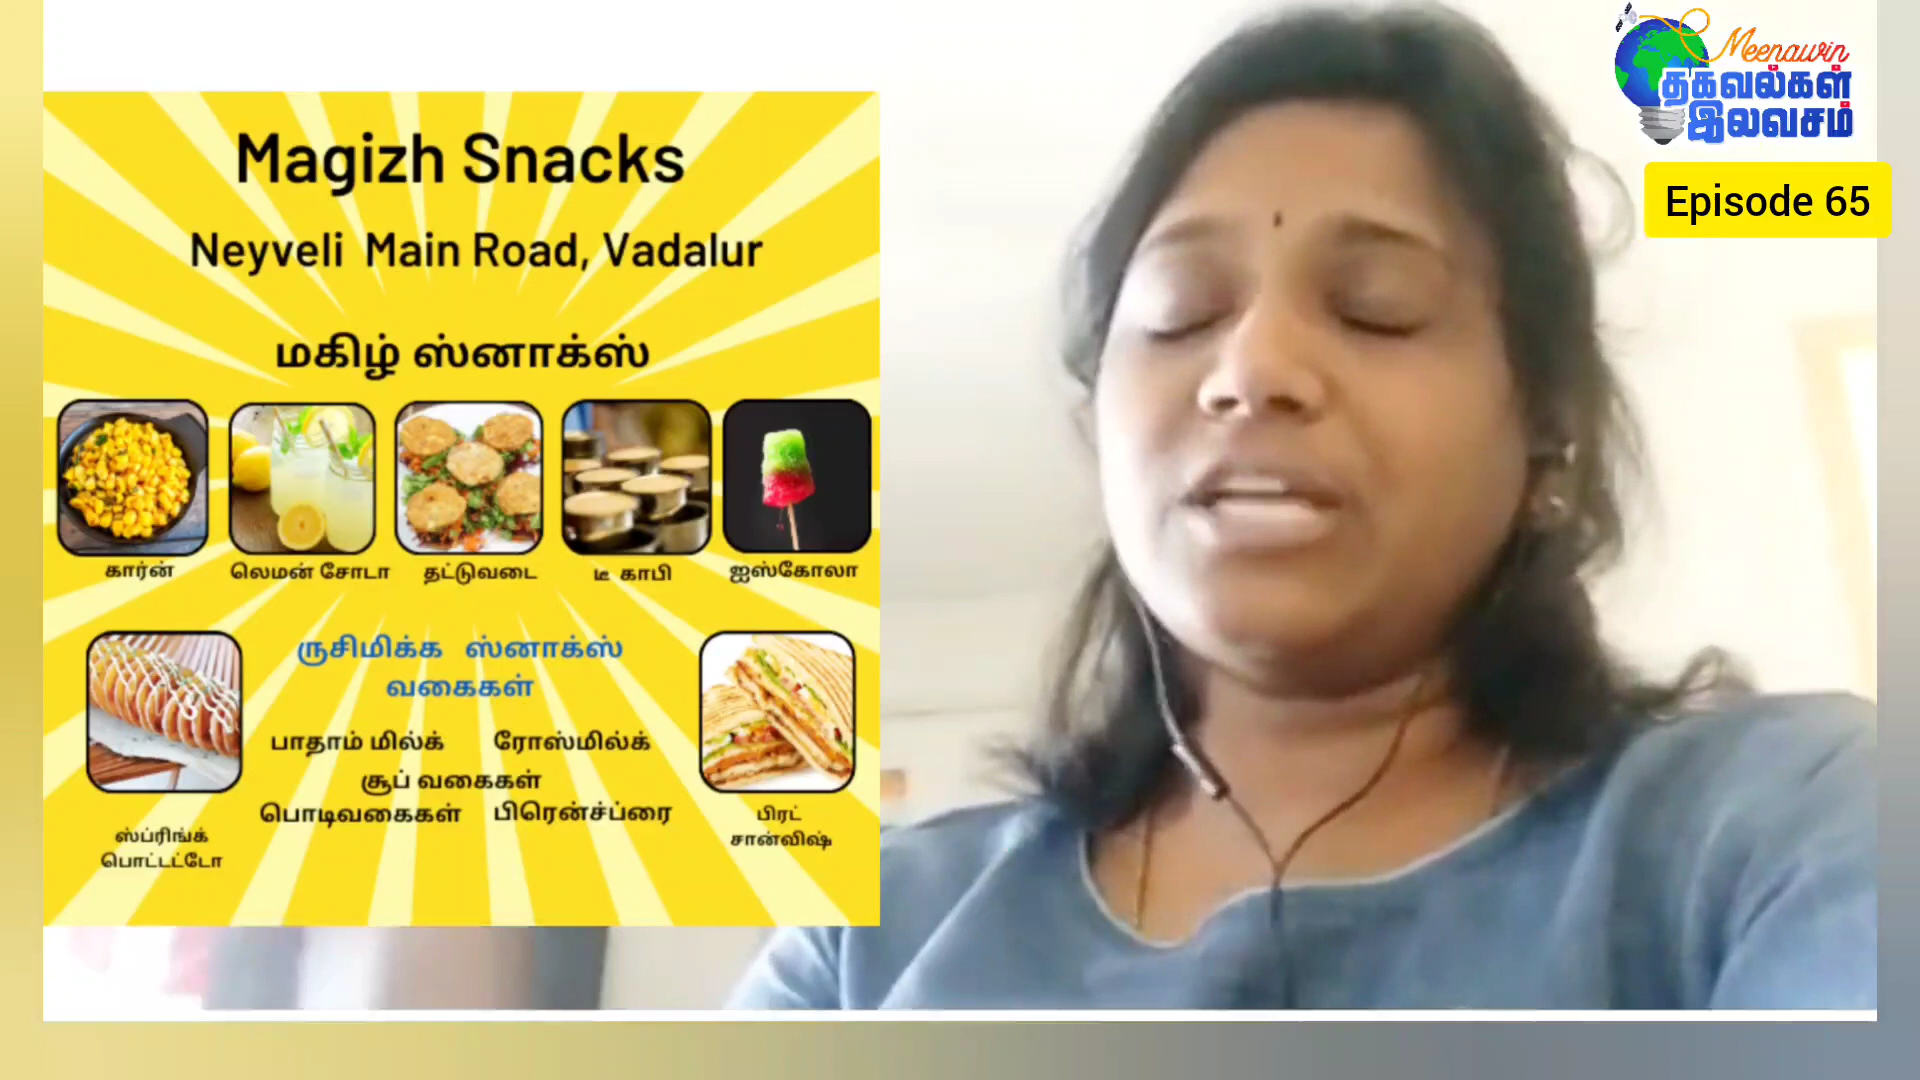 Meenawin
தகவல்கள்
இலவசம்
Episode 65
Magizh Snacks
Neyveli Main Road, Vadalur
மகிழ் ஸ்னாக்ஸ்
கார்ன்
லெமன் சோடா
தட்டுவடை
டீ காபி
ஐஸ்கோலா
ருசிமிக்க ஸ்னாக்ஸ்
வகைகள்
பாதாம் மில்க் ரோஸ்மில்க்
சூப் வகைகள்
பொடிவகைகள் பிரென்ச்ப்ரை
ஸ்ப்ரிங்க்
பொட்டட்டோ
பிரட்
சான்விஷ்